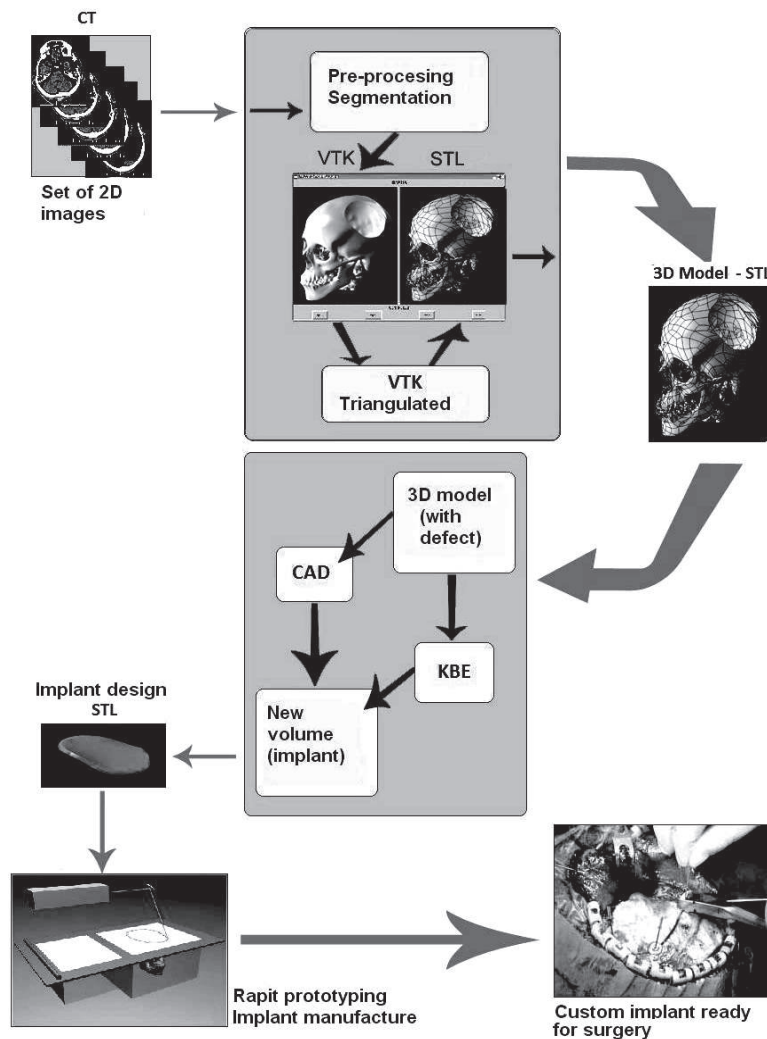 CT
Set of 2D
images
Pre-procesing
Segmentation
VTK
STL
VTK
Triangulated
3D Model - STL
3D model
(with
defect)
CAD
KBE
New
volume
(implant)
Implant design
STL
Rapit prototyping
Implant manufacture
Custom implant ready
for surgery